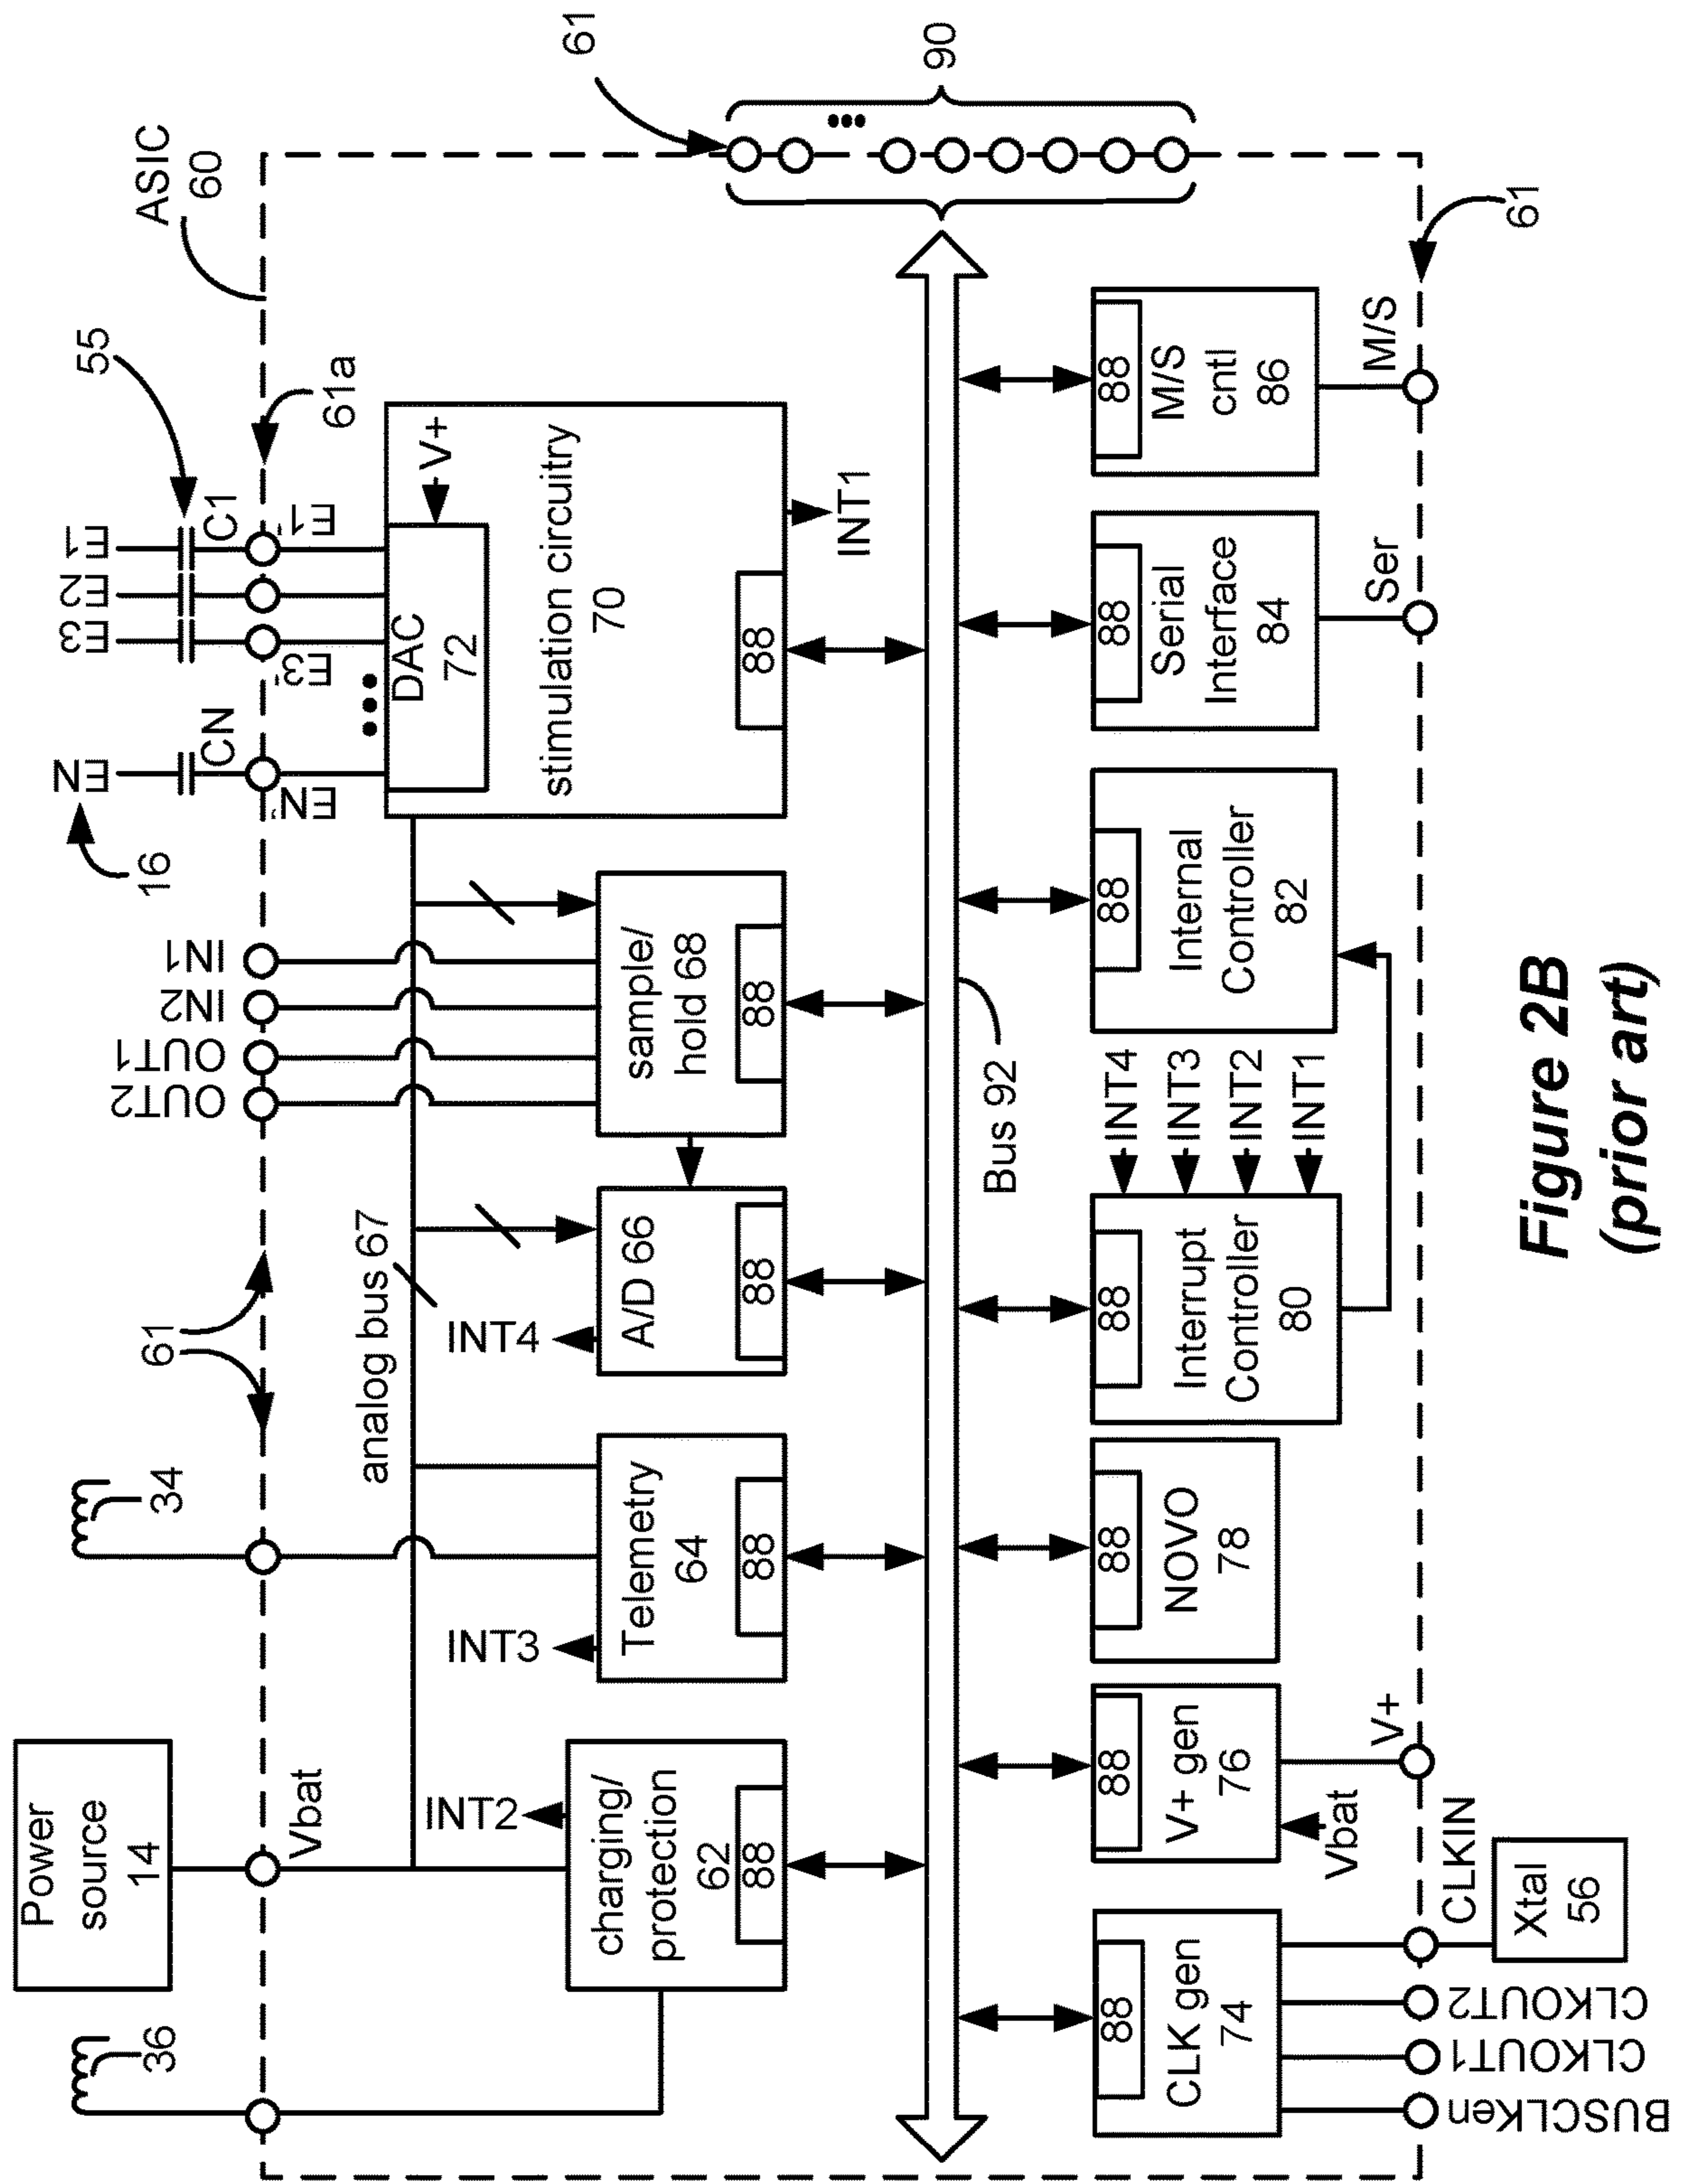 Power
source
14
36
34
61
16
EN
E3
E2
E1
55
ASIC
60
61
90
Vbat
OUT2
OUT1
IN2
IN1
CN
C1
61a
EN'
E3'
E1'
analog bus 67
•••
DAC
72
V+
stimulation circuitry
70
88
INT1
INT2
charging/
protection
62
88
INT3
Telemetry
64
88
INT4
A/D 66
88
sample/
hold 68
88
•••
Bus 92
88
CLK gen
74
88
V+ gen
76
Vbat
88
NOVO
78
88
Interrupt
Controller
80
INT4
INT3
INT2
INT1
88
Internal
Controller
82
88
Serial
Interface
84
88
M/S
cntl
86
BUSCLKen
CLKOUT1
CLKOUT2
CLKIN
Xtal
56
V+
Ser
M/S
61
Figure 2B
(prior art)